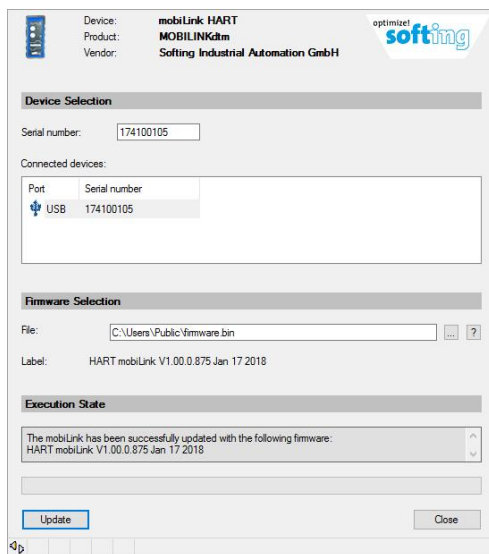 Device: mobiLink HART
Product: MOBILINKdtm
Vendor: Softing Industrial Automation GmbH
optimize!
softing
Device Selection
Serial number: 174100105
Connected devices:
Port Serial number
USB 174100105
Firmware Selection
File: C:\Users\Public\firmware.bin ... ?
Label: HART mobiLink V1.00.0.875 Jan 17 2018
Execution State
The mobiLink has been successfully updated with the following firmware:
HART mobiLink V1.00.0.875 Jan 17 2018
Update Close